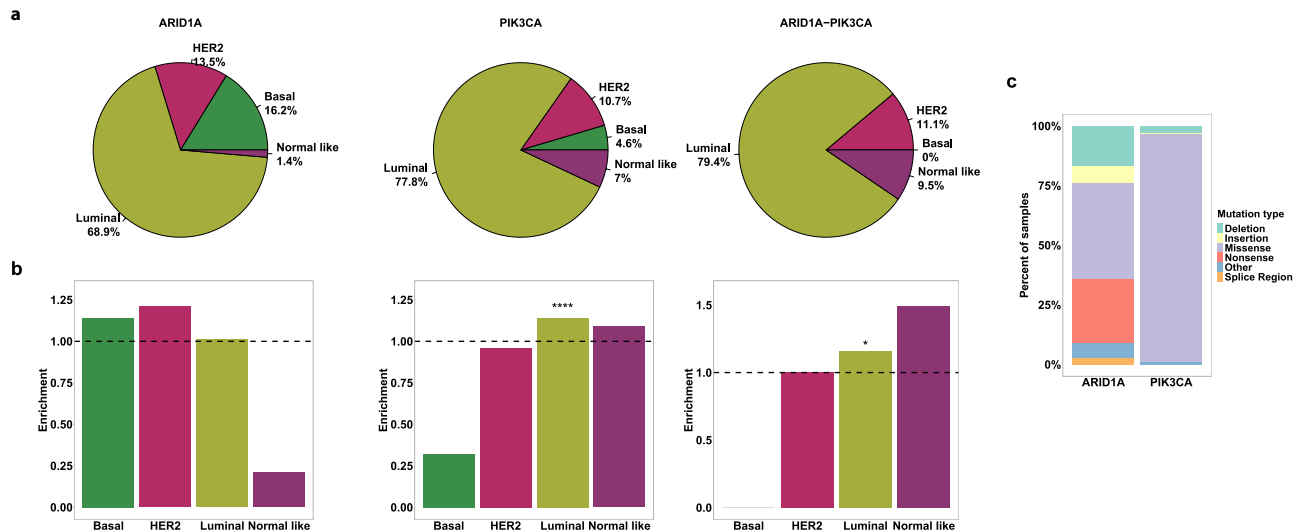 a
ARID1A
HER2
13.5%
Basal
16.2%
Normal like
1.4%
Luminal
68.9%
PIK3CA
HER2
10.7%
Basal
4.6%
Normal like
7%
Luminal
77.8%
ARID1A−PIK3CA
HER2
11.1%
Basal
0%
Normal like
9.5%
Luminal
79.4%
b
Enrichment
1.25
1.00
0.75
0.50
0.25
0.00
Basal HER2 Luminal Normal like
Enrichment
1.25
1.00
0.75
0.50
0.25
0.00
****
Basal HER2 Luminal Normal like
Enrichment
1.5
1.0
0.5
0.0
*
Basal HER2 Luminal Normal like
c
Percent of samples
100%
75%
50%
25%
0%
ARID1A PIK3CA
Mutation type
Deletion
Insertion
Missense
Nonsense
Other
Splice Region